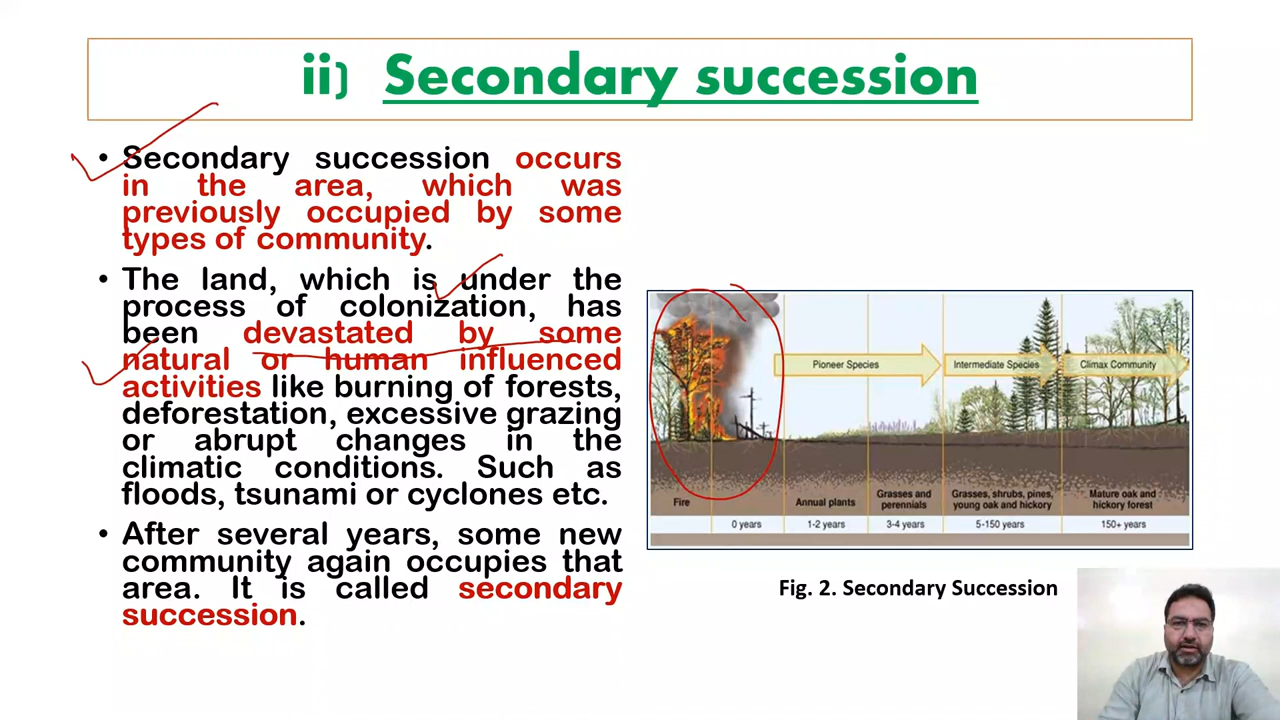 ii) Secondary succession
• Secondary succession occurs
in the area, which was
previously occupied by some
types of community.
• The land, which is under the
process of colonization, has
been devastated by some
natural or human influenced
activities like burning of forests,
deforestation, excessive grazing
or abrupt changes in the
climatic conditions. Such as
floods, tsunami or cyclones etc.
• After several years, some new
community again occupies that
area. It is called secondary
succession.
Pioneer Species
Intermediate Species
Climax Community
Fire
Annual plants
Grasses and
perennials
Grasses, shrubs, pines,
young oak and hickory
Mature oak and
hickory forest
0 years
1-2 years
3-4 years
5-150 years
150+ years
Fig. 2. Secondary Succession